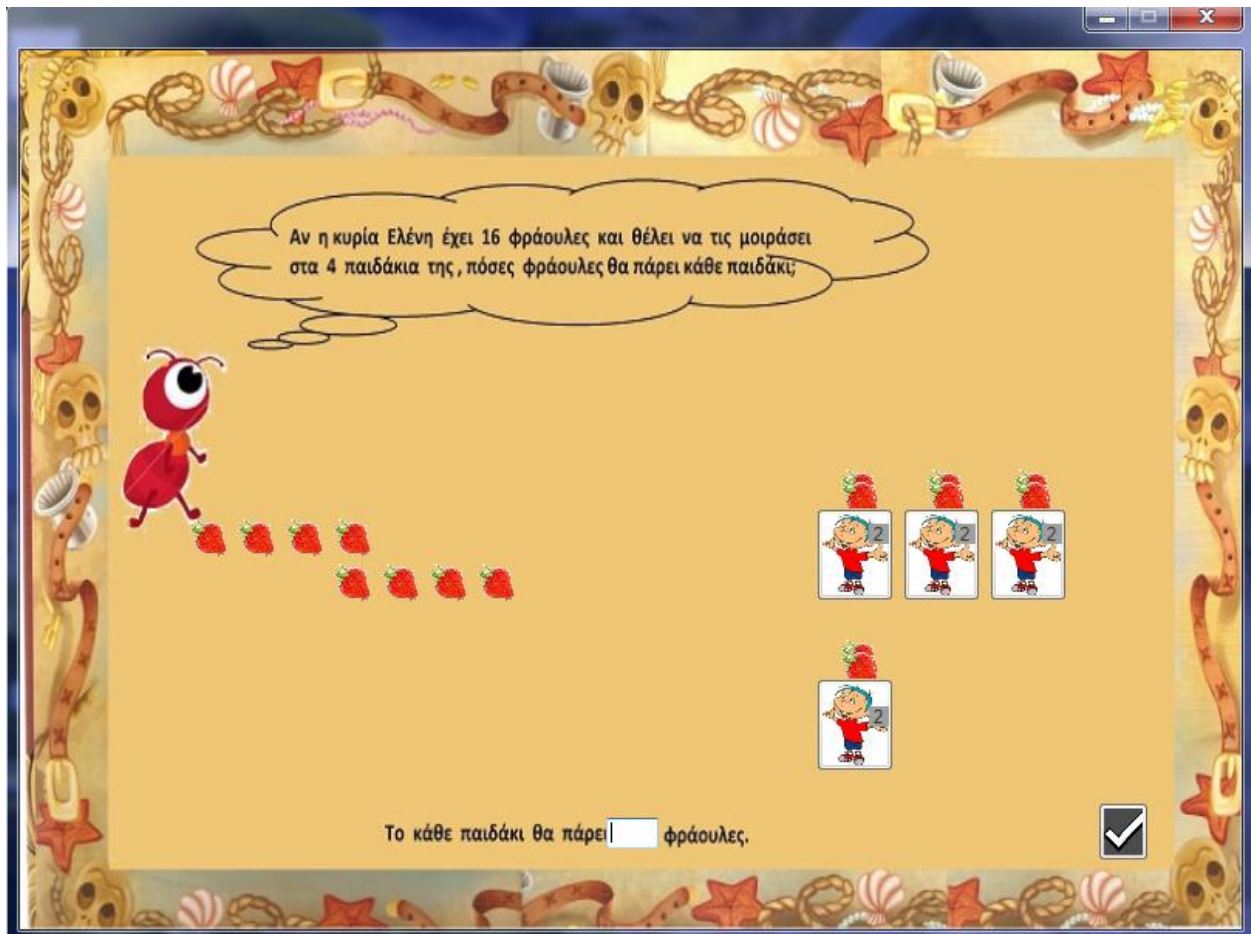 Αν η κυρία Ελένη έχει 16 φράουλες και θέλει να τις μοιράσει
στα 4 παιδάκια της, πόσες φράουλες θα πάρει κάθε παιδάκι;
2 2 2
2
Το κάθε παιδάκι θα πάρει φράουλες.